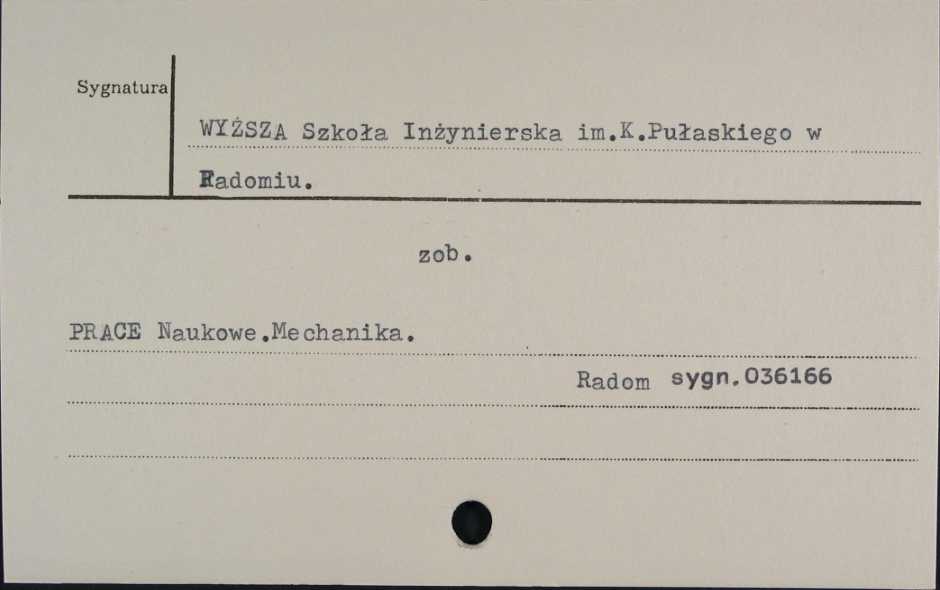 Sygnatura
WYŻSZA Szkoła Inżynierska im.K.Pułaskiego w
Radomiu.
zob.
PRACE Naukowe.Mechanika.
Radom sygn.036166